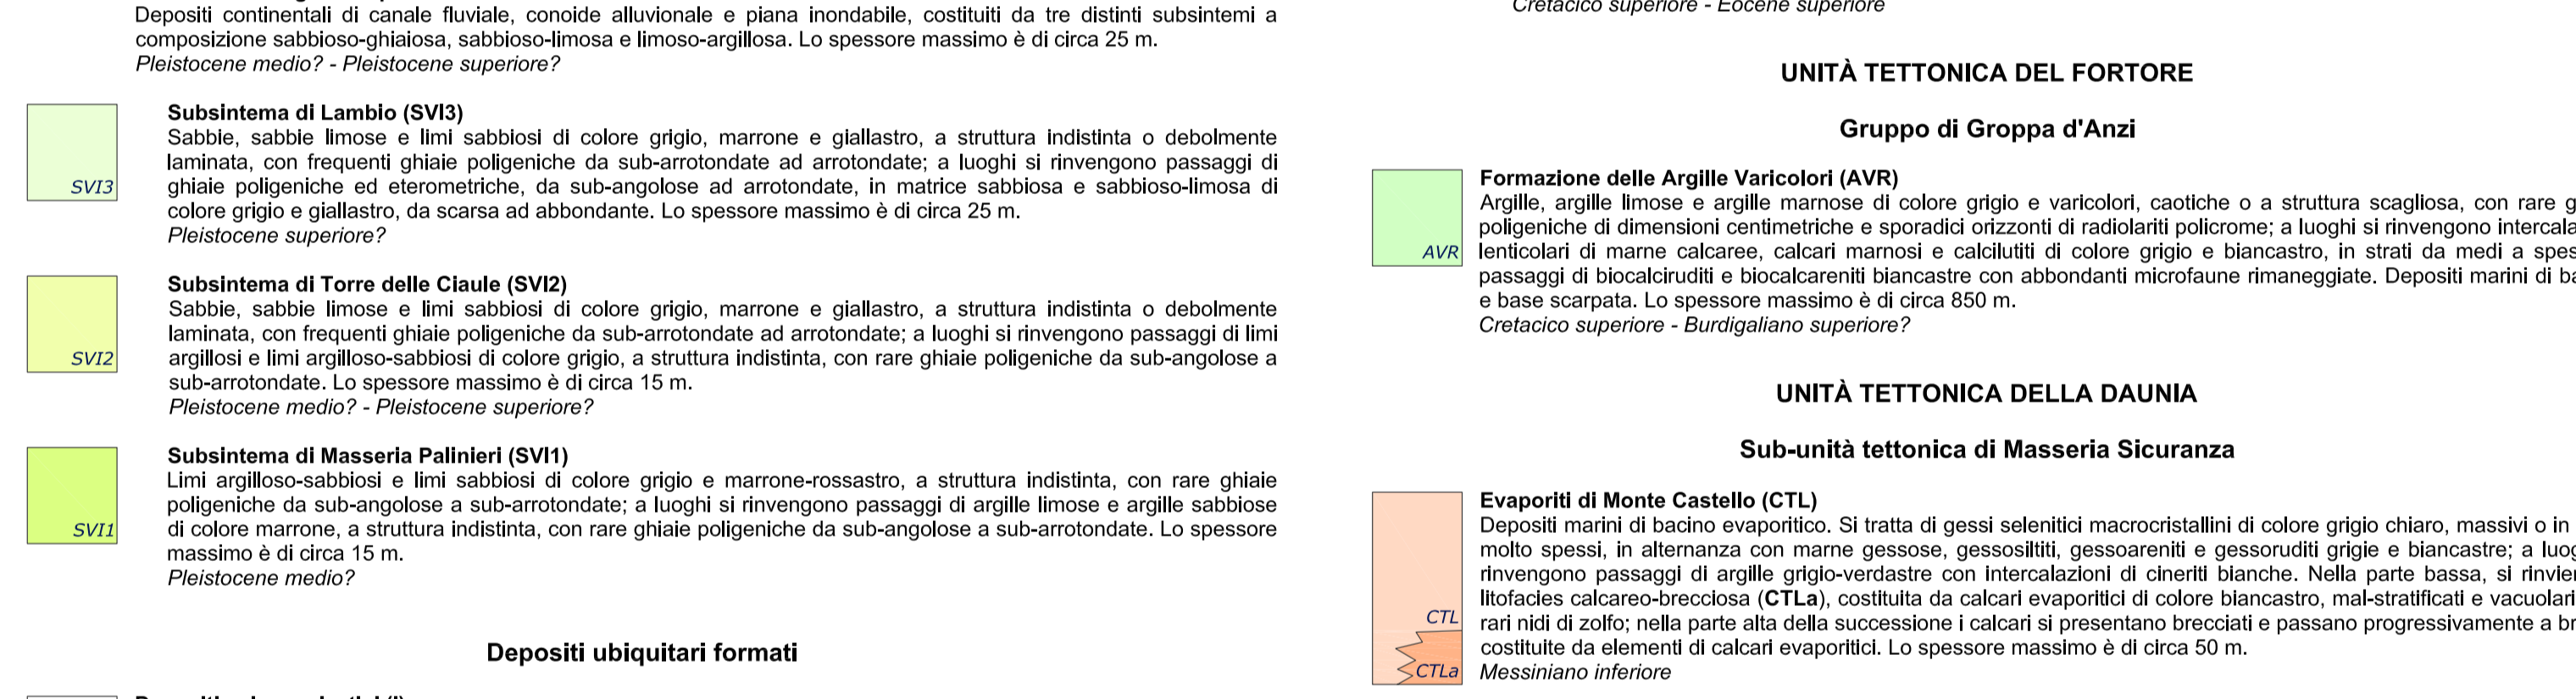 Depositi continentali di canale fluviale, conoide alluvionale e piana inondabile, costituiti da tre distinti subsintemi a
composizione sabbioso-ghiaiosa, sabbioso-limosa e limoso-argillosa. Lo spessore massimo è di circa 25 m.
Pleistocene medio? - Pleistocene superiore?
Subsintema di Lambio (SVI3)
Sabbie, sabbie limose e limi sabbiosi di colore grigio, marrone e giallastro, a struttura indistinta o debolmente
laminata, con frequenti ghiaie poligeniche da sub-arrotondate ad arrotondate; a luoghi si rinvengono passaggi di
ghiaie poligeniche ed eterometriche, da sub-angolose ad arrotondate, in matrice sabbiosa e sabbioso-limosa di
colore grigio e giallastro, da scarsa ad abbondante. Lo spessore massimo è di circa 25 m.
Pleistocene superiore?
SVI3
Subsintema di Torre delle Ciaule (SVI2)
Sabbie, sabbie limose e limi sabbiosi di colore grigio, marrone e giallastro, a struttura indistinta o debolmente
laminata, con frequenti ghiaie poligeniche da sub-arrotondate ad arrotondate; a luoghi si rinvengono passaggi di limi
argillosi e limi argilloso-sabbiosi di colore grigio, a struttura indistinta, con rare ghiaie poligeniche da sub-angolose a
sub-arrotondate. Lo spessore massimo è di circa 15 m.
Pleistocene medio? - Pleistocene superiore?
SVI2
Subsintema di Masseria Palinieri (SVI1)
Limi argilloso-sabbiosi e limi sabbiosi di colore grigio e marrone-rossastro, a struttura indistinta, con rare ghiaie
poligeniche da sub-angolose a sub-arrotondate; a luoghi si rinvengono passaggi di argille limose e argille sabbiose
di colore marrone, a struttura indistinta, con rare ghiaie poligeniche da sub-angolose a sub-arrotondate. Lo spessore
massimo è di circa 15 m.
Pleistocene medio?
SVI1
Depositi ubiquitari formati
Cretacico superiore - Eocene superiore
UNITÀ TETTONICA DEL FORTORE
Gruppo di Groppa d'Anzi
Formazione delle Argille Varicolori (AVR)
Argille, argille limose e argille marnose di colore grigio e varicolori, caotiche o a struttura scagliosa, con rare g
poligeniche di dimensioni centimetriche e sporadici orizzonti di radiolariti policrome; a luoghi si rinvengono intercala
lenticolari di marne calcaree, calcari marnosi e calcilutiti di colore grigio e biancastro, in strati da medi a spes
passaggi di biocalciruditi e biocalcareniti biancastre con abbondanti microfaune rimaneggiate. Depositi marini di ba
e base scarpata. Lo spessore massimo è di circa 850 m.
Cretacico superiore - Burdigaliano superiore?
AVR
UNITÀ TETTONICA DELLA DAUNIA
Sub-unità tettonica di Masseria Sicuranza
Evaporiti di Monte Castello (CTL)
Depositi marini di bacino evaporitico. Si tratta di gessi selenitici macrocristallini di colore grigio chiaro, massivi o in
molto spessi, in alternanza con marne gessose, gessosiltiti, gessoareniti e gessoruditi grigie e biancastre; a luog
rinvengono passaggi di argille grigio-verdastre con intercalazioni di cineriti bianche. Nella parte bassa, si rinvien
litofacies calcareo-brecciosa (CTLa), costituita da calcari evaporitici di colore biancastro, mal-stratificati e vacuolari
rari nidi di zolfo; nella parte alta della successione i calcari si presentano brecciati e passano progressivamente a br
costituite da elementi di calcari evaporitici. Lo spessore massimo è di circa 50 m.
Messiniano inferiore
CTL
CTLa